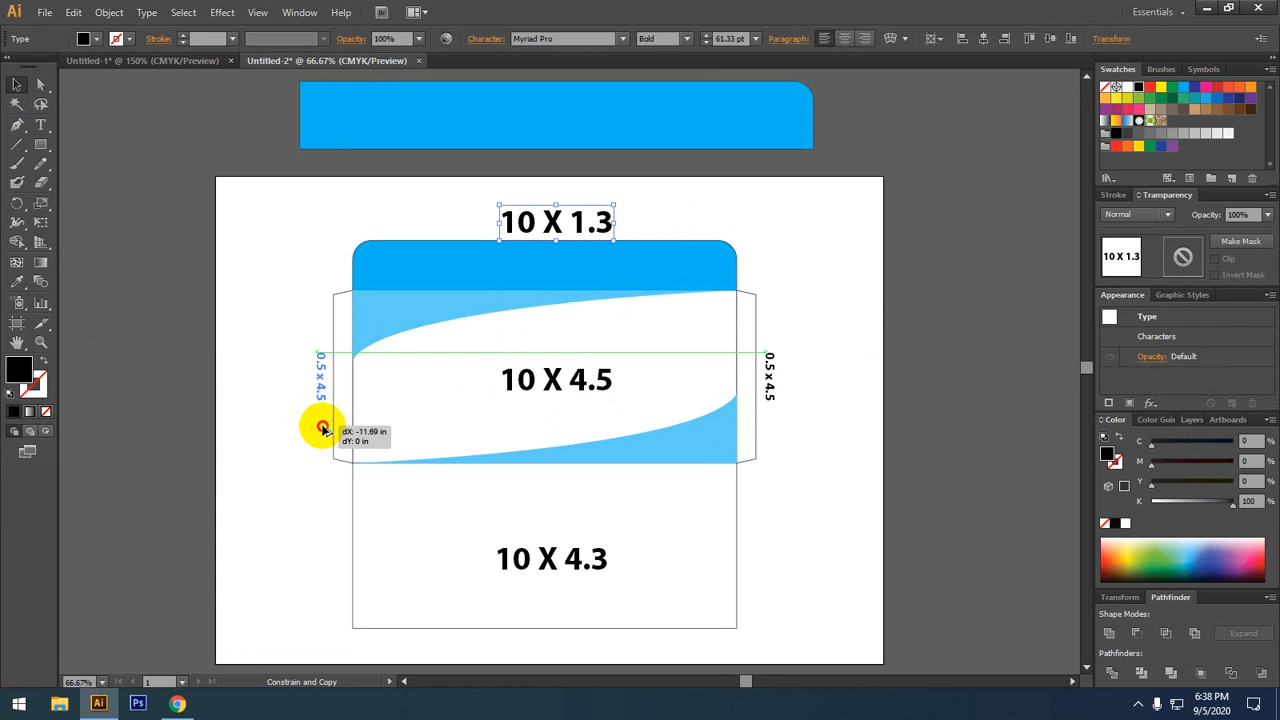 Ai File Edit Object Type Select Effect View Window Help Br Essentials
Type Stroke: Opacity: 100% Character: Myriad Pro Bold 61.33 pt Paragraph: Transform
Untitled-1* @ 150% (CMYK/Preview) × Untitled-2* @ 66.67% (CMYK/Preview) ×
Swatches Brushes Symbols
Stroke Transparency
Normal Opacity: 100%
10 X 1.3
Make Mask
Clip
Invert Mask
Appearance Graphic Styles
Type
Characters
Opacity: Default
fx
Color Color Guide
C 0 %
M 0 %
Y 0 %
K 100 %
Transform Pathfinder
Shape Modes:
Expand
Pathfinders:
10 X 1.3
0.5 x 4.5
10 X 4.5
0.5 x 4.5
dX: -11.69 in
dY: 0 in
10 X 4.3
66.67% 1 Constrain and Copy
Ai Ps
6:38 PM
9/5/2020